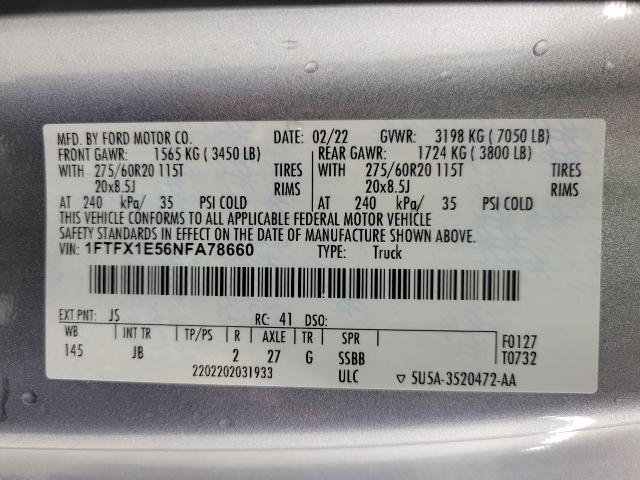 MFD. BY FORD MOTOR CO. DATE: 02/22 GVWR: 3198 KG ( 7050 LB)
FRONT GAWR: 1565 KG ( 3450 LB) REAR GAWR: 1724 KG ( 3800 LB)
WITH 275/60R20 115T TIRES WITH 275/60R20 115T TIRES
20x8.5J RIMS 20x8.5J RIMS
AT 240 kPa/ 35 PSI COLD AT 240 kPa/ 35 PSI COLD
THIS VEHICLE CONFORMS TO ALL APPLICABLE FEDERAL MOTOR VEHICLE
SAFETY STANDARDS IN EFFECT ON THE DATE OF MANUFACTURE SHOWN ABOVE.
VIN: 1FTFX1E56NFA78660 TYPE: Truck
EXT PNT: JS RC: 41 DSO:
WB INT TR TP/PS R AXLE TR SPR F0127
145 JB 2 27 G SSBB T0732
2202202031933 ULC ▽ 5U5A-3520472-AA